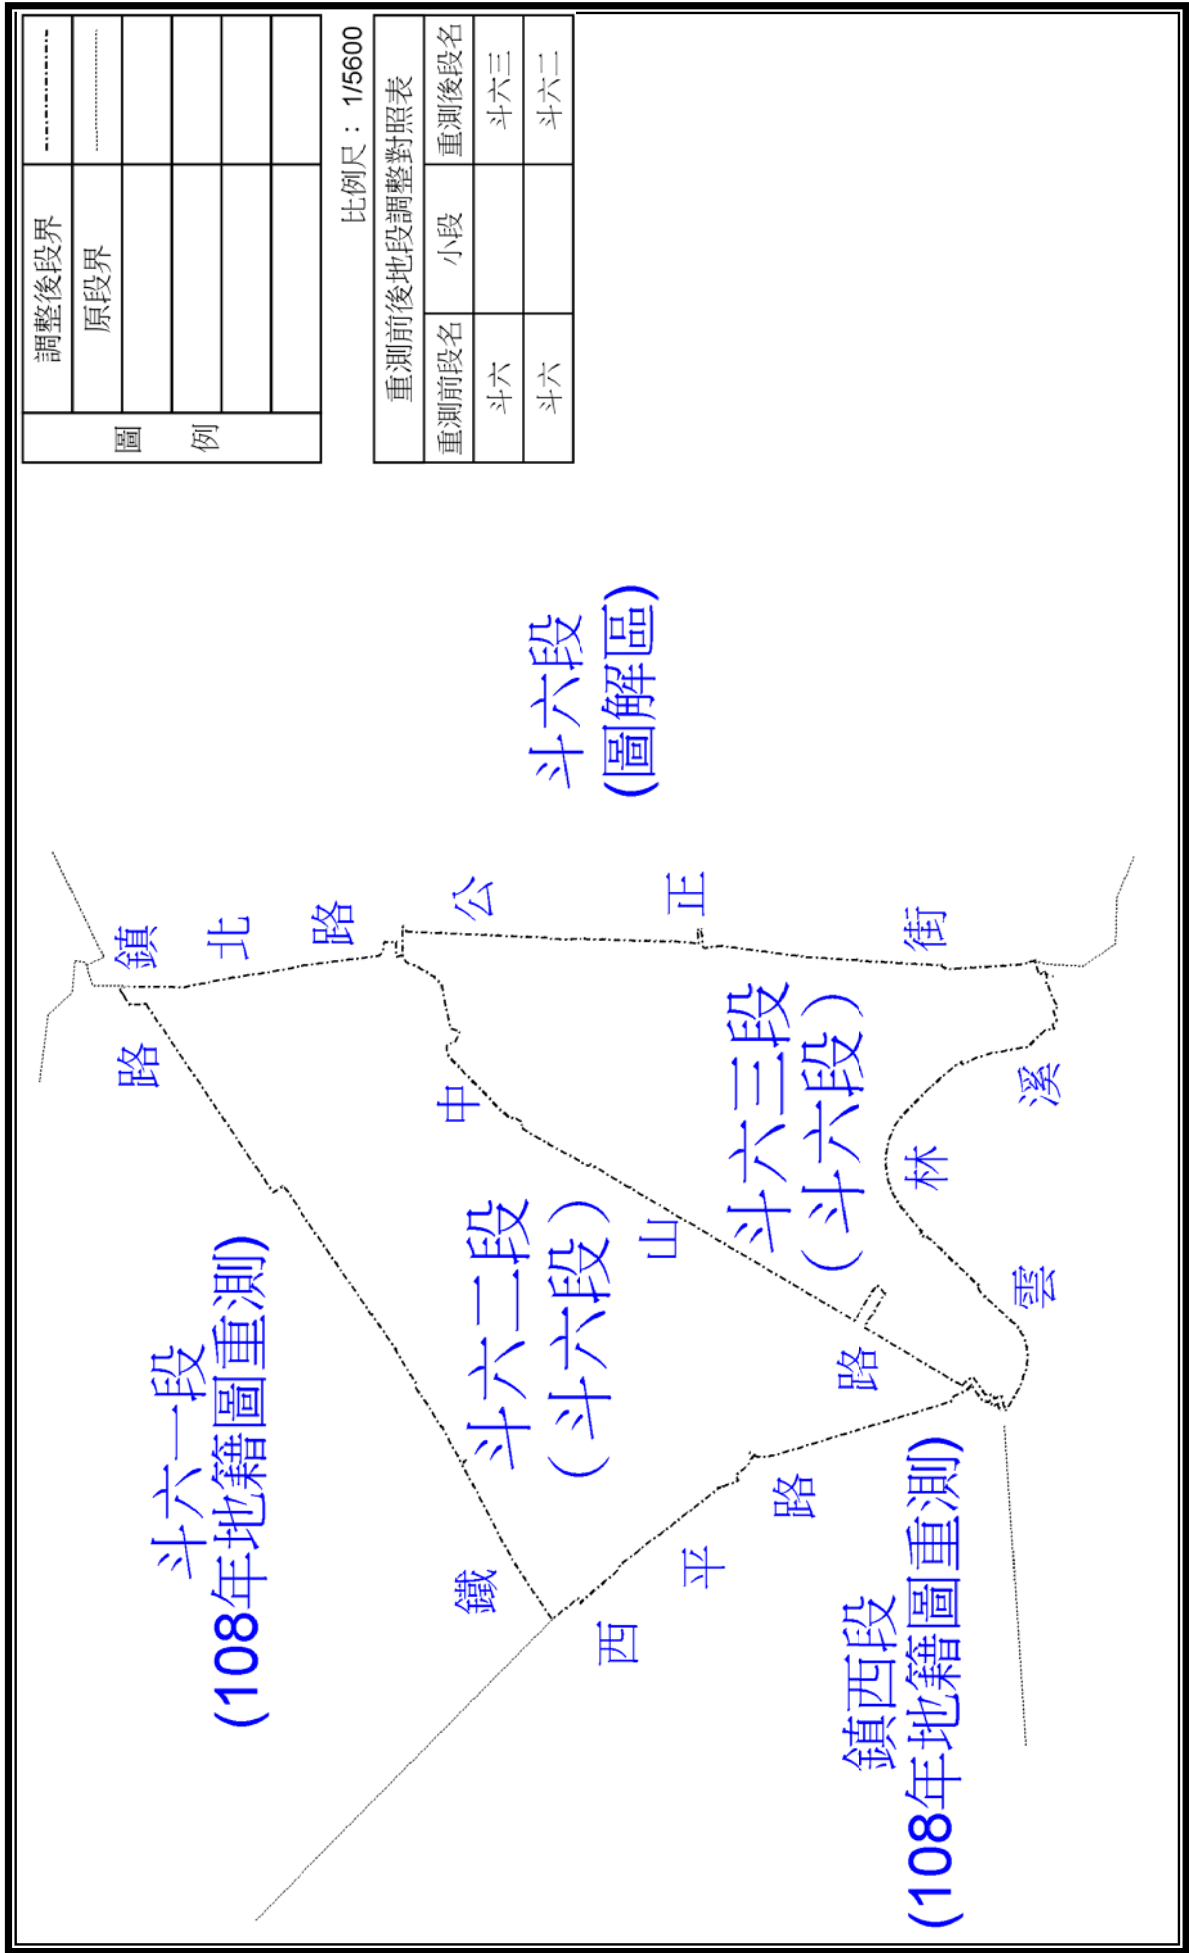 圖例
調整後段界
原段界
比例尺：1/5600
重測前後地段調整對照表
重測前段名 小段 重測後段名
斗六 斗六三
斗六 斗六二
斗六一段
(108年地籍圖重測)
鐵路
鎮北路
斗六二段
(斗六段)
中山路
公正街
斗六段
(圖解區)
西平路
斗六三段
(斗六段)
鎮西段
(108年地籍圖重測)
雲林溪